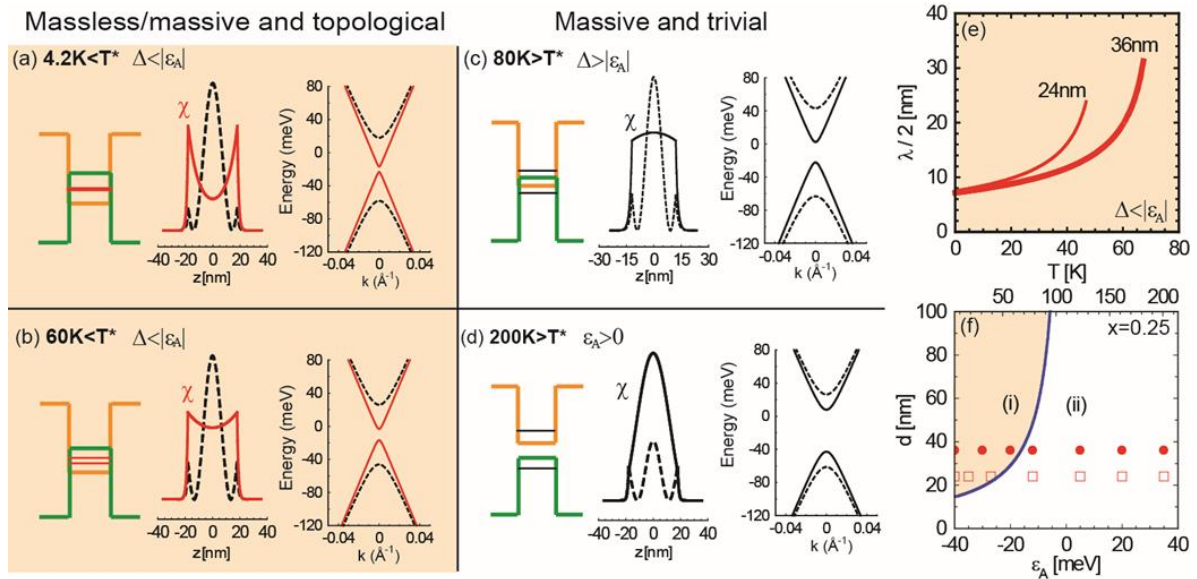 Massless/massive and topological
Massive and trivial
(a) 4.2K<T* Δ<|εA|
χ
80
40
0
-40
-80
-120
Energy (meV)
-40 -20 0 20 40
z[nm]
-0.04 0 0.04
k (Å⁻¹)
(c) 80K>T* Δ>|εA|
χ
80
40
0
-40
-80
-120
Energy (meV)
-30 -15 0 15 30
z[nm]
-0.04 0 0.04
k (Å⁻¹)
(b) 60K<T* Δ<|εA|
χ
80
40
0
-40
-80
-120
Energy (meV)
-40 -20 0 20 40
z[nm]
-0.04 0 0.04
k (Å⁻¹)
(d) 200K>T* εA>0
χ
80
40
0
-40
-80
-120
Energy (meV)
-40 -20 0 20 40
z[nm]
-0.04 0 0.04
k (Å⁻¹)
(e)
36nm
24nm
Δ<|εA|
40
30
20
10
0
λ/2 [nm]
0 20 40 60 80
T [K]
0 50 100 150 200
(f)
x=0.25
(i)
(ii)
100
80
60
40
20
0
d [nm]
-40 -20 0 20 40
εA [meV]